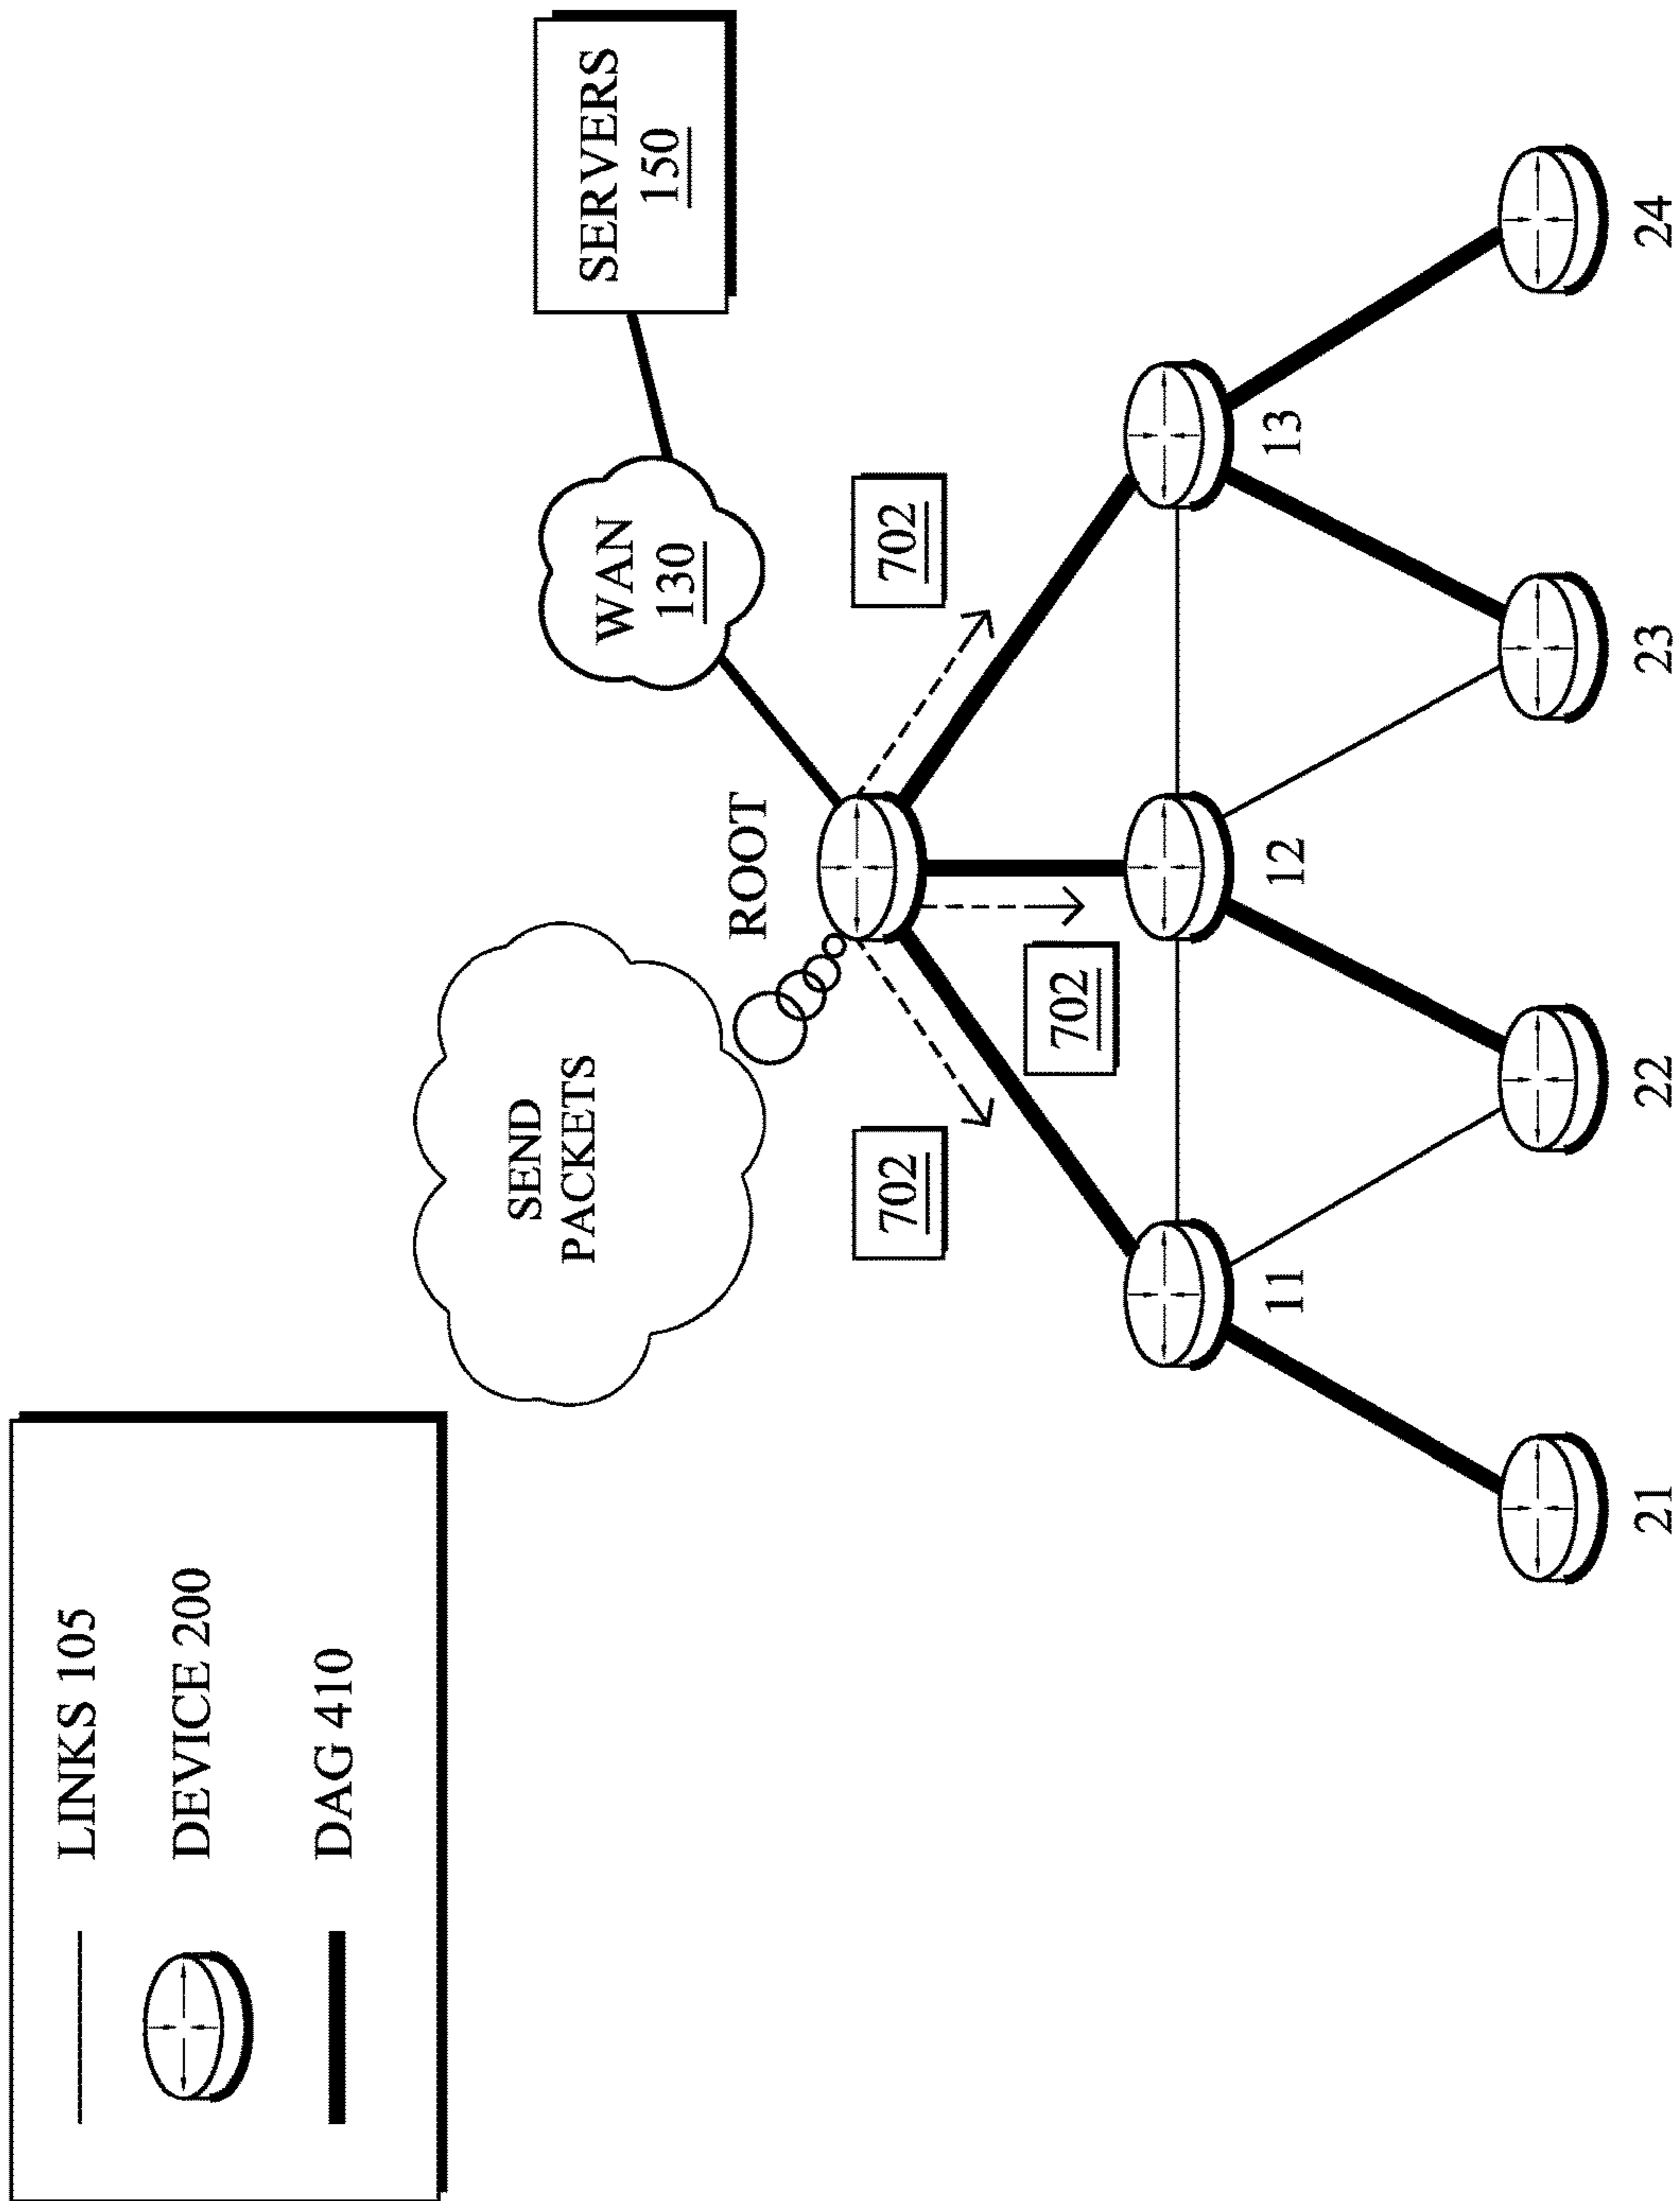 LINKS 105
DEVICE 200
DAG 410
SEND
PACKETS
ROOT
WAN
130
SERVERS
150
702
702
702
11
12
13
21
22
23
24